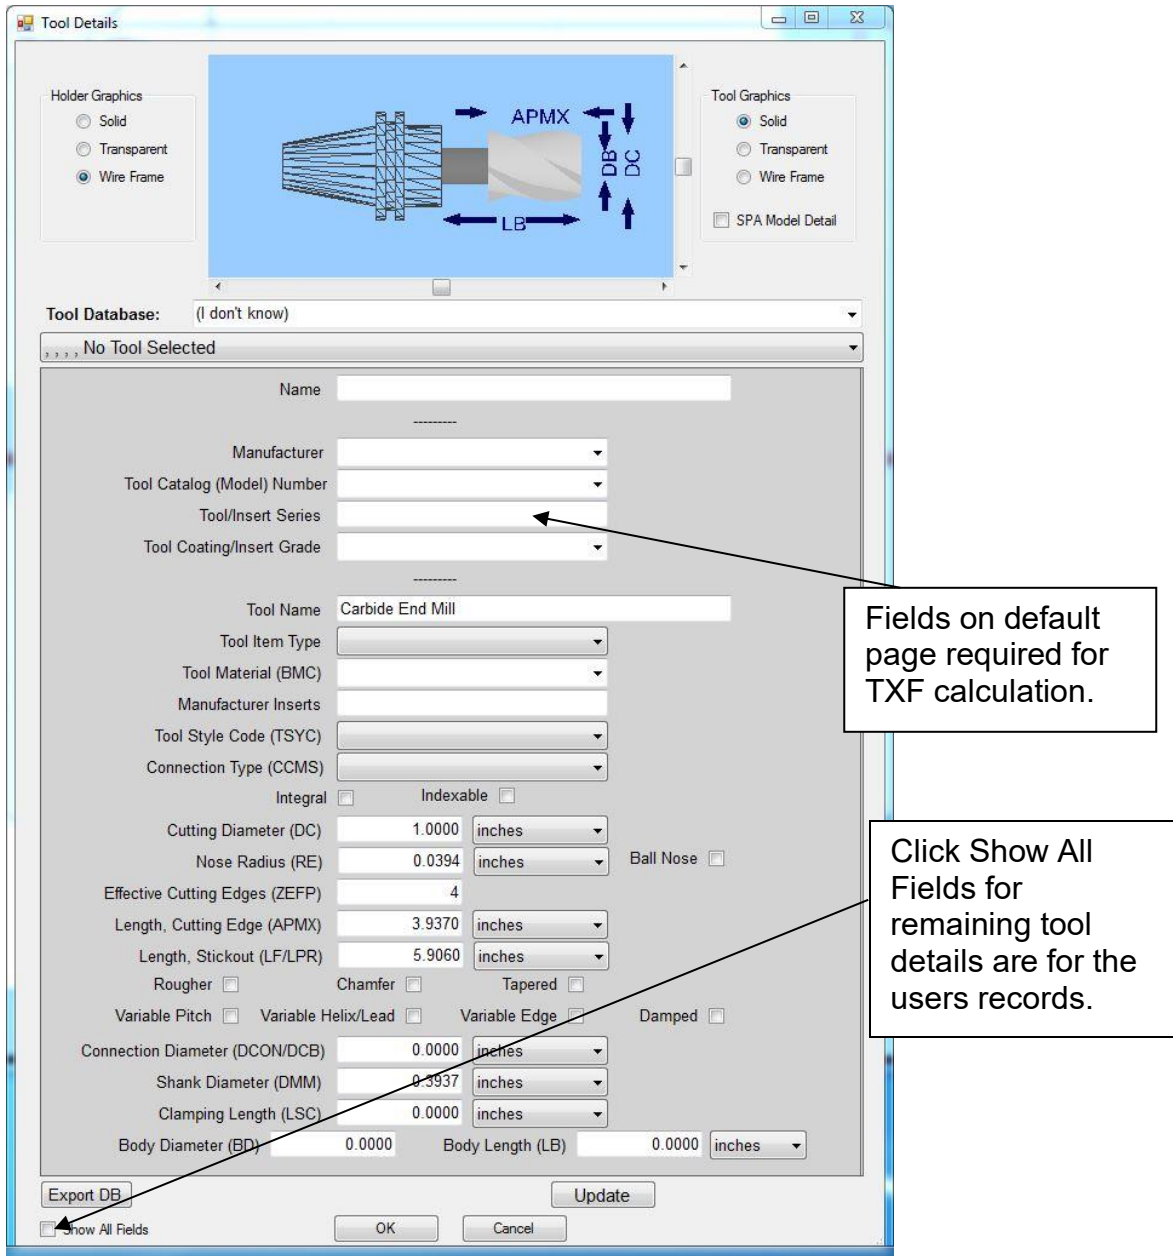 Tool Details
Holder Graphics
Solid
Transparent
Wire Frame
APMX
DB
DC
LB
Tool Graphics
Solid
Transparent
Wire Frame
SPA Model Detail
Tool Database: (I don't know)
, , , , No Tool Selected
Name
---------
Manufacturer
Tool Catalog (Model) Number
Tool/Insert Series
Tool Coating/Insert Grade
---------
Tool Name Carbide End Mill
Tool Item Type
Tool Material (BMC)
Manufacturer Inserts
Tool Style Code (TSYC)
Connection Type (CCMS)
Integral Indexable
Cutting Diameter (DC) 1.0000 inches
Nose Radius (RE) 0.0394 inches Ball Nose
Effective Cutting Edges (ZEFP) 4
Length, Cutting Edge (APMX) 3.9370 inches
Length, Stickout (LF/LPR) 5.9060 inches
Rougher Chamfer Tapered
Variable Pitch Variable Helix/Lead Variable Edge Damped
Connection Diameter (DCON/DCB) 0.0000 inches
Shank Diameter (DMM) 0.3937 inches
Clamping Length (LSC) 0.0000 inches
Body Diameter (BD) 0.0000 Body Length (LB) 0.0000 inches
Export DB Update
Show All Fields OK Cancel
Fields on default
page required for
TXF calculation.
Click Show All
Fields for
remaining tool
details are for the
users records.